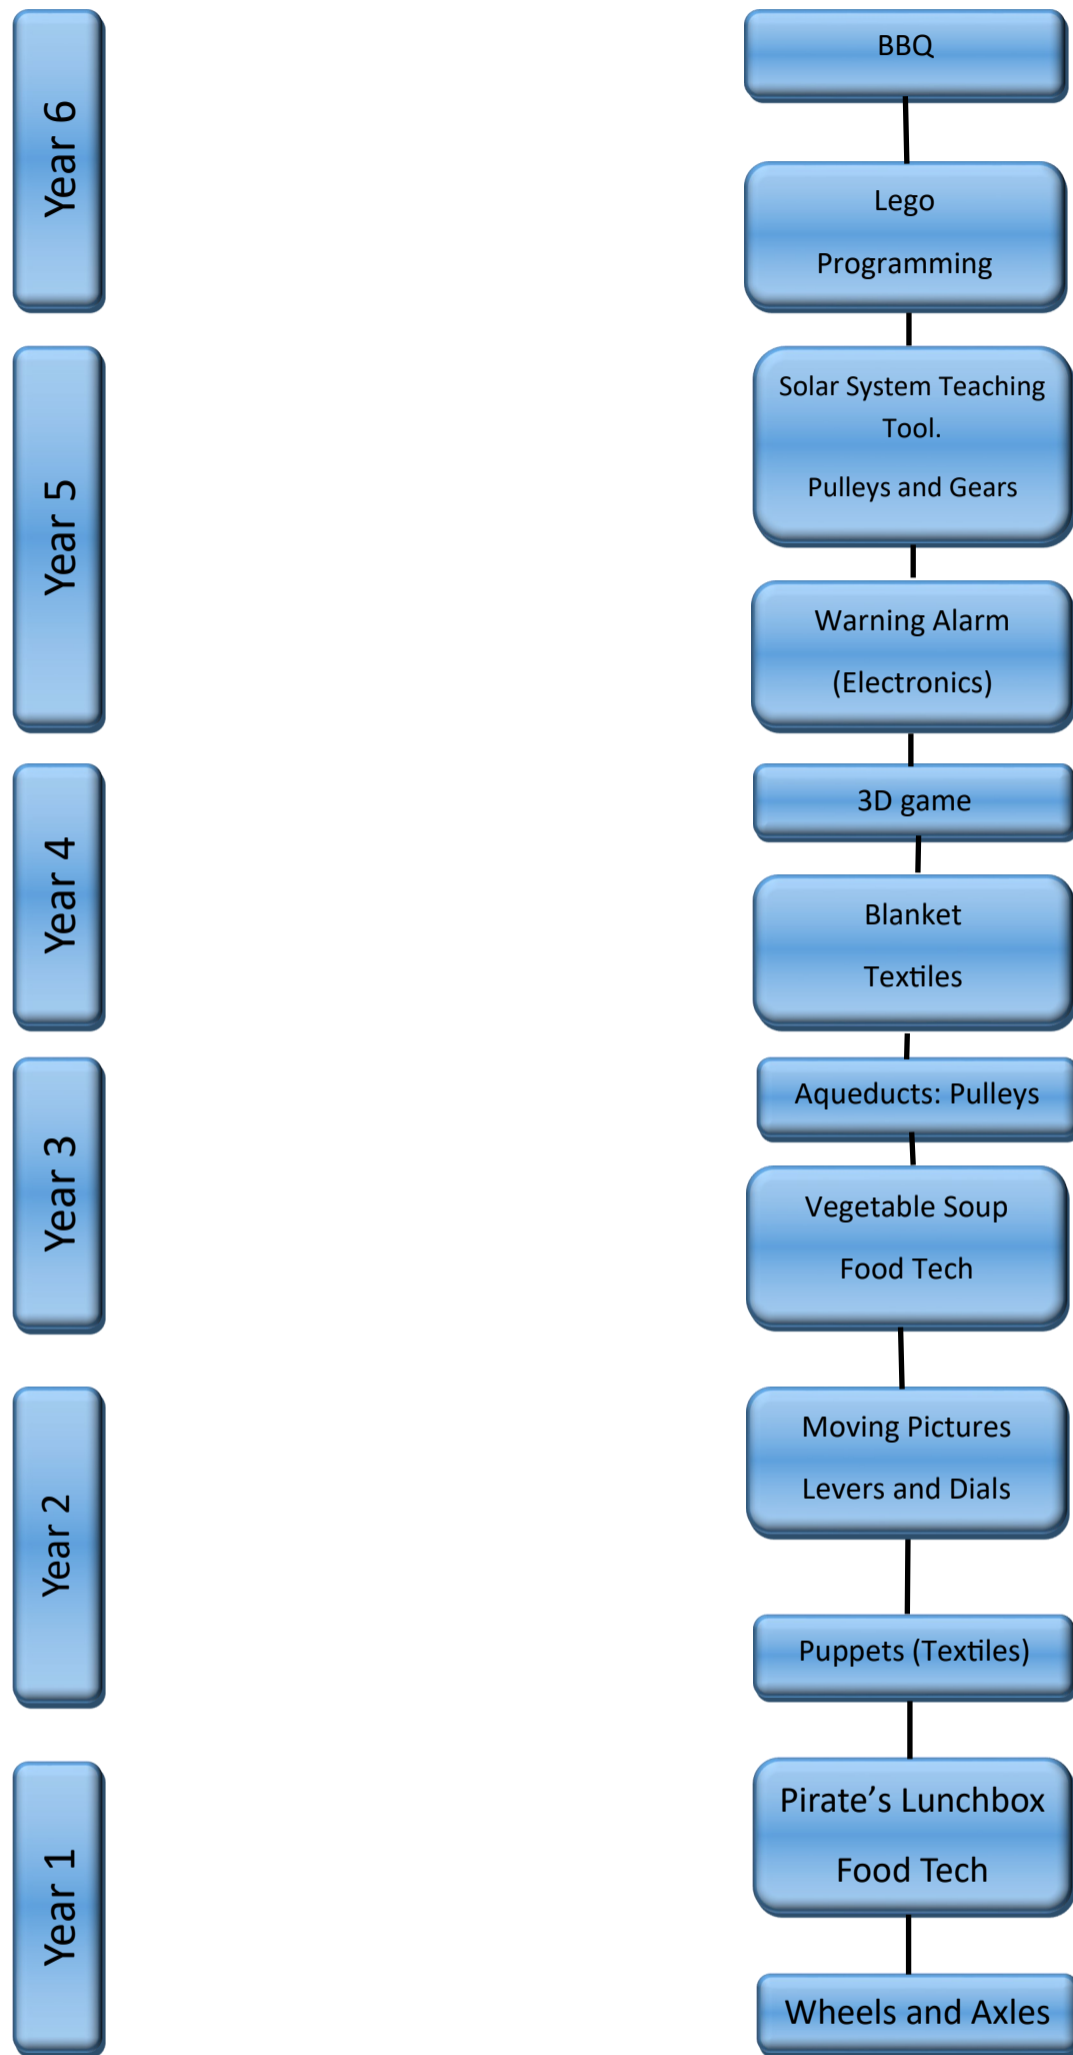 Year 6
BBQ
Lego
Programming
Year 5
Solar System Teaching
Tool.
Pulleys and Gears
Warning Alarm
(Electronics)
Year 4
3D game
Blanket
Textiles
Year 3
Aqueducts: Pulleys
Vegetable Soup
Food Tech
Year 2
Moving Pictures
Levers and Dials
Puppets (Textiles)
Year 1
Pirate’s Lunchbox
Food Tech
Wheels and Axles